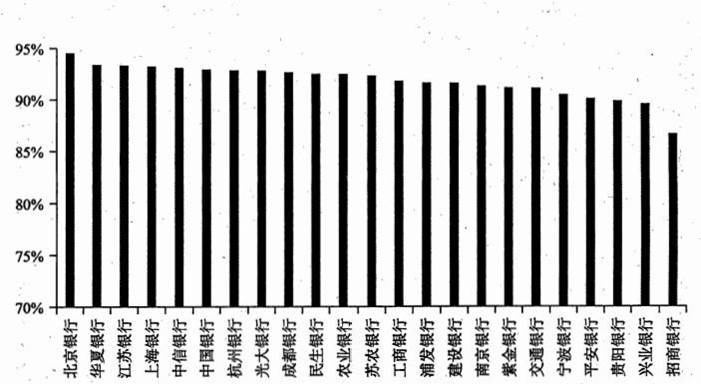 95%
90%
85%
80%
75%
70%
北京银行
华夏银行
江苏银行
上海银行
中信银行
中国银行
杭州银行
光大银行
成都银行
民生银行
农业银行
苏农银行
工商银行
浦发银行
建设银行
南京银行
紫金银行
交通银行
宁波银行
平安银行
贵阳银行
兴业银行
招商银行